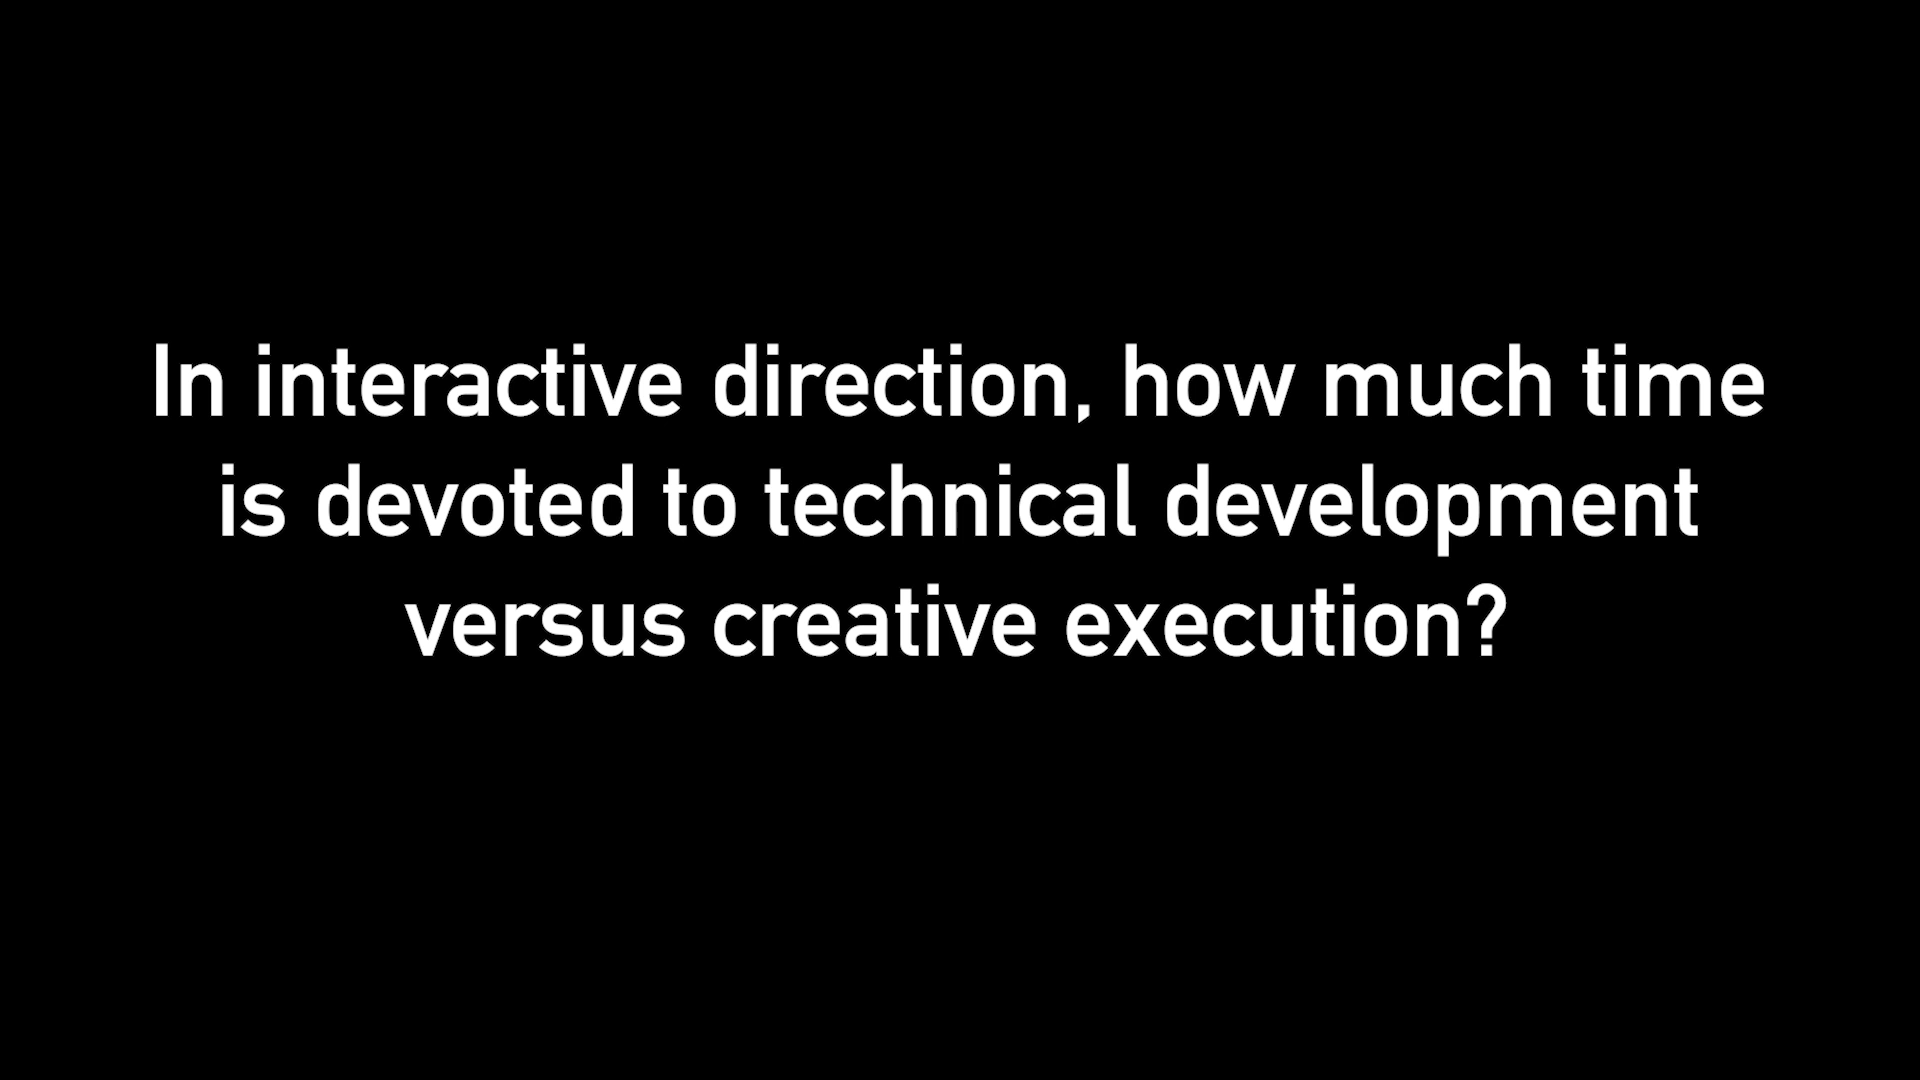 In interactive direction, how much time
is devoted to technical development
versus creative execution?